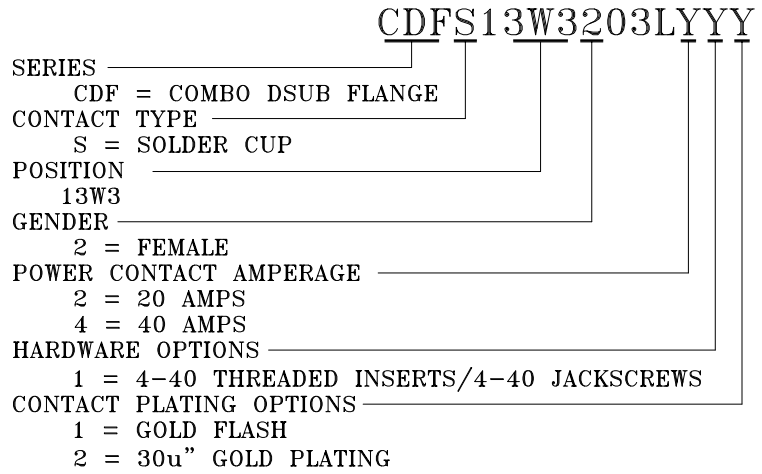 CDFS13W3203LYYY
SERIES
CDF = COMBO DSUB FLANGE
CONTACT TYPE
S = SOLDER CUP
POSITION
13W3
GENDER
2 = FEMALE
POWER CONTACT AMPERAGE
2 = 20 AMPS
4 = 40 AMPS
HARDWARE OPTIONS
1 = 4-40 THREADED INSERTS/4-40 JACKSCREWS
CONTACT PLATING OPTIONS
1 = GOLD FLASH
2 = 30u” GOLD PLATING